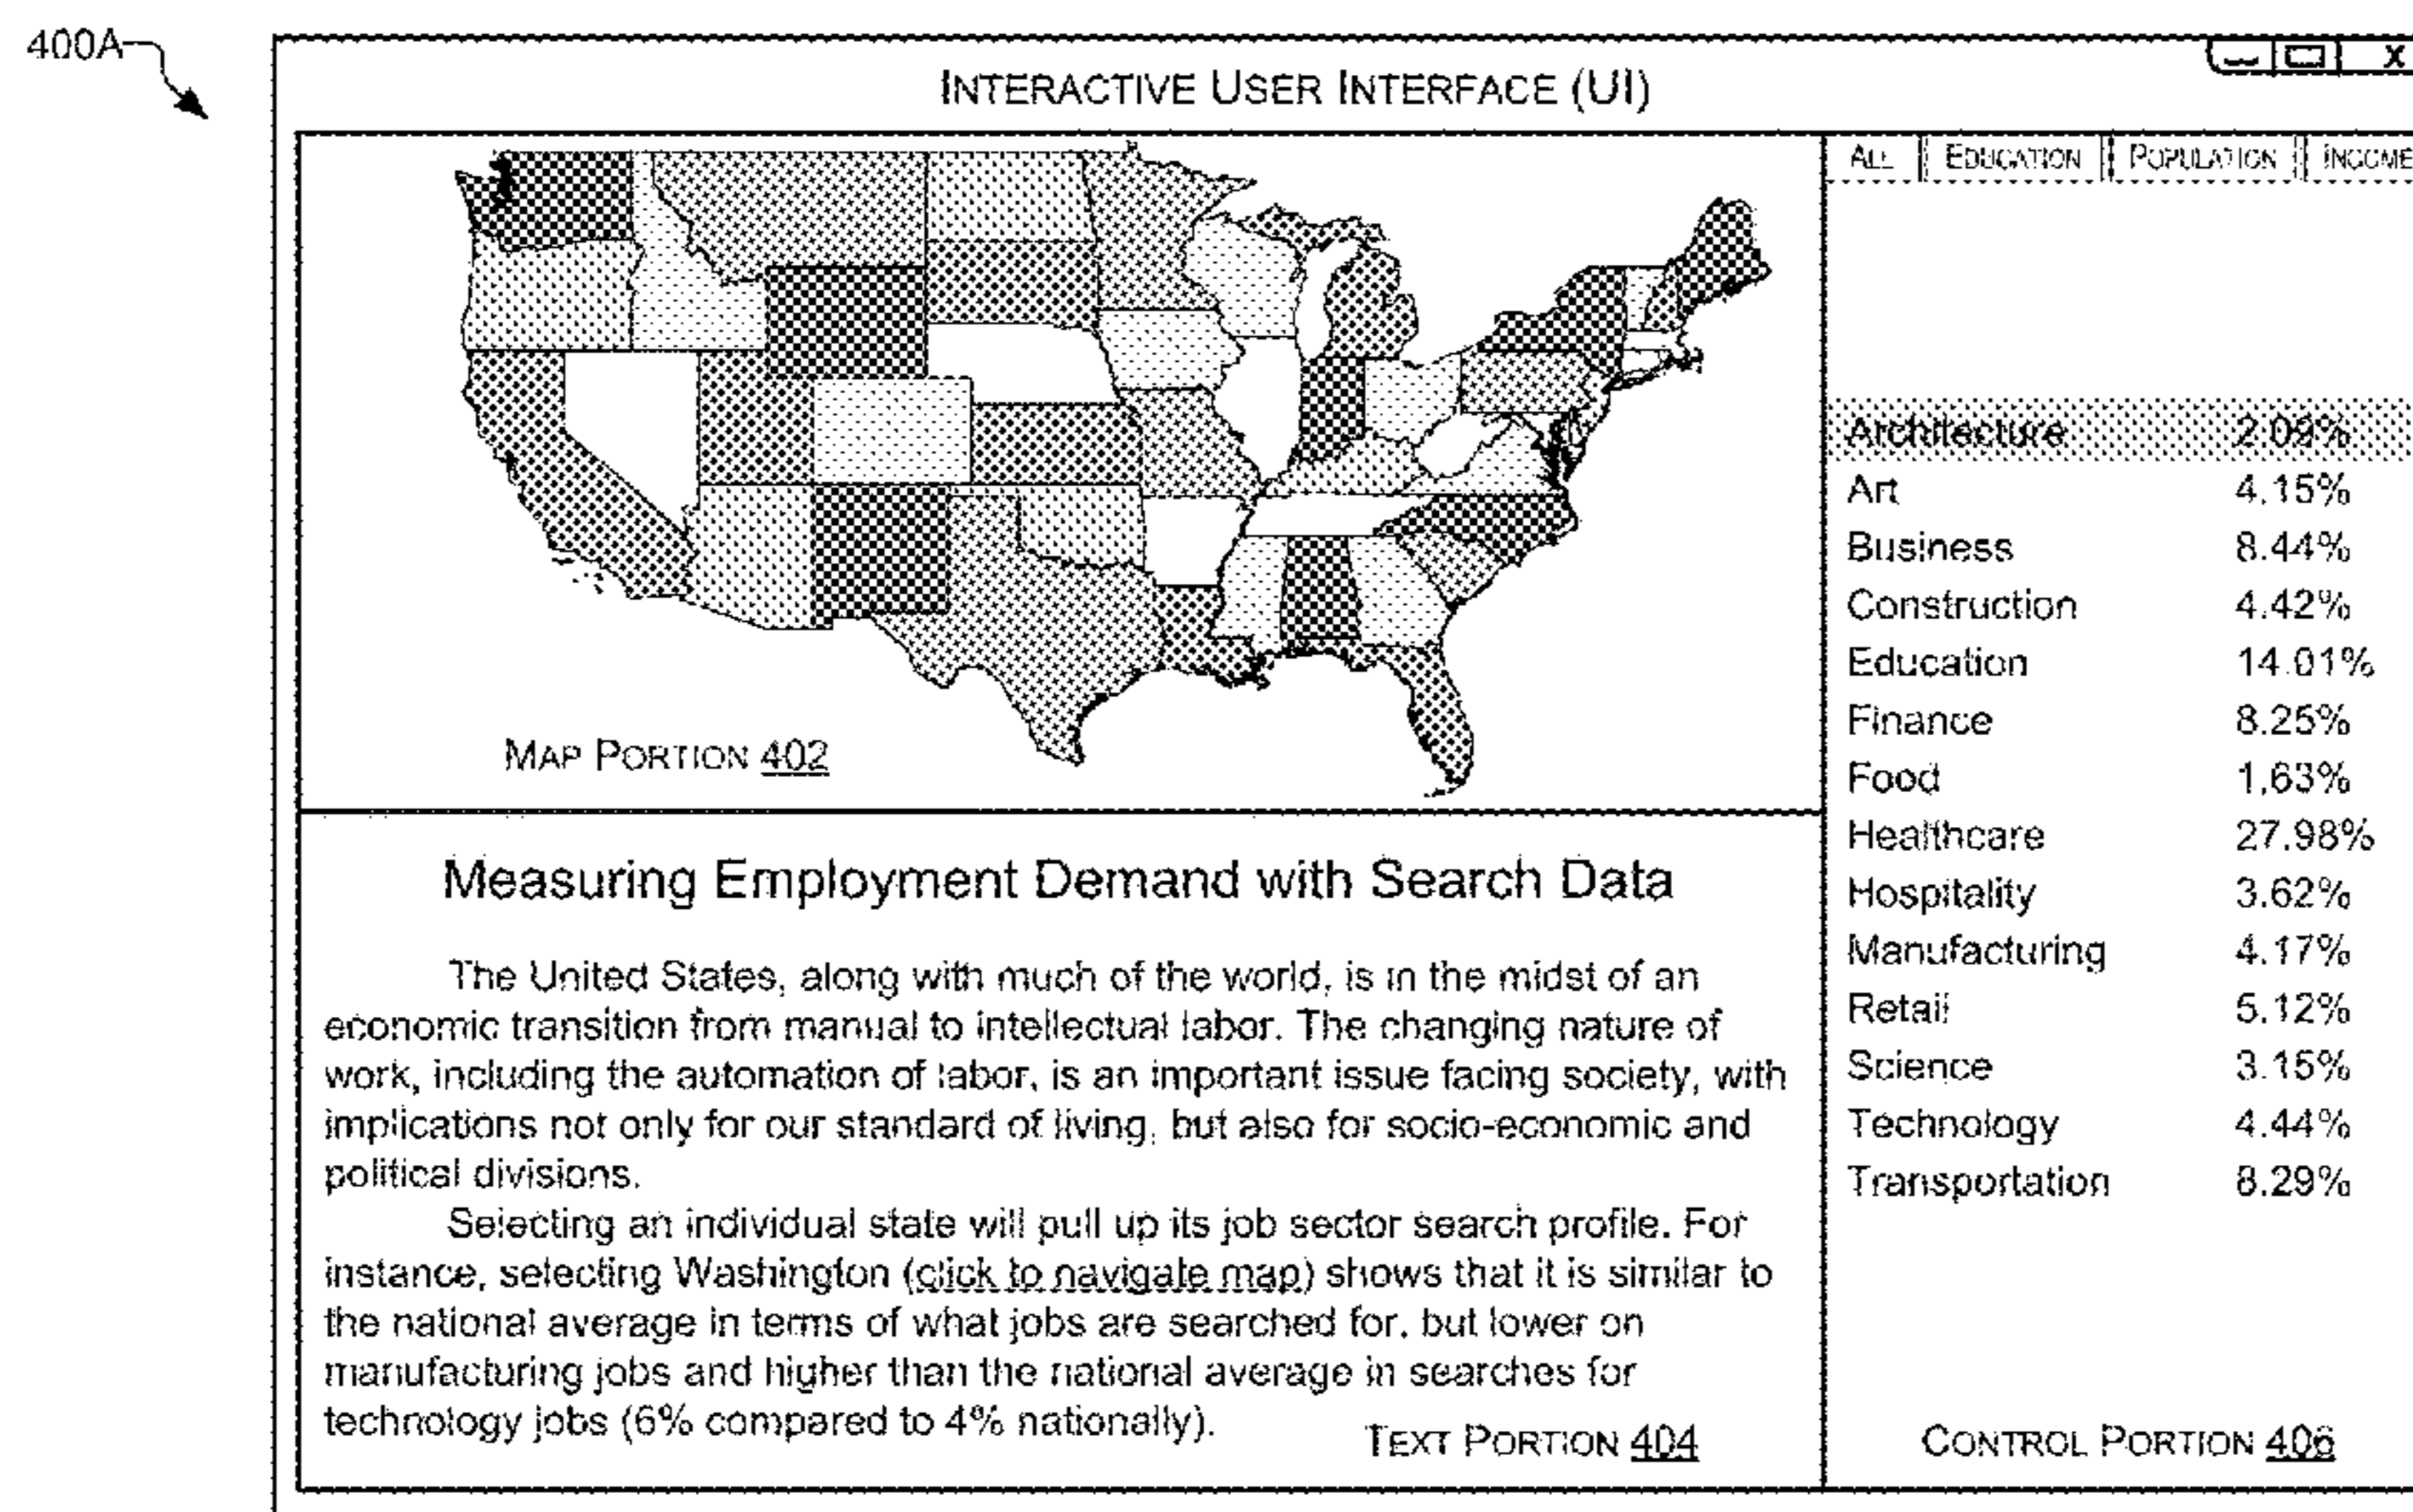 400A
INTERACTIVE USER INTERFACE (UI)
X
ALL EDUCATION POPULATION INCOME
MAP PORTION 402
Measuring Employment Demand with Search Data
The United States, along with much of the world, is in the midst of an
economic transition from manual to intellectual labor. The changing nature of
work, including the automation of labor, is an important issue facing society, with
implications not only for our standard of living, but also for socio-economic and
political divisions.
Selecting an individual state will pull up its job sector search profile. For
instance, selecting Washington (click to navigate map) shows that it is similar to
the national average in terms of what jobs are searched for, but lower on
manufacturing jobs and higher than the national average in searches for
technology jobs (6% compared to 4% nationally).
TEXT PORTION 404
Architecture 2.09%
Art 4.15%
Business 8.44%
Construction 4.42%
Education 14.01%
Finance 8.25%
Food 1.63%
Healthcare 27.98%
Hospitality 3.62%
Manufacturing 4.17%
Retail 5.12%
Science 3.15%
Technology 4.44%
Transportation 8.29%
CONTROL PORTION 406